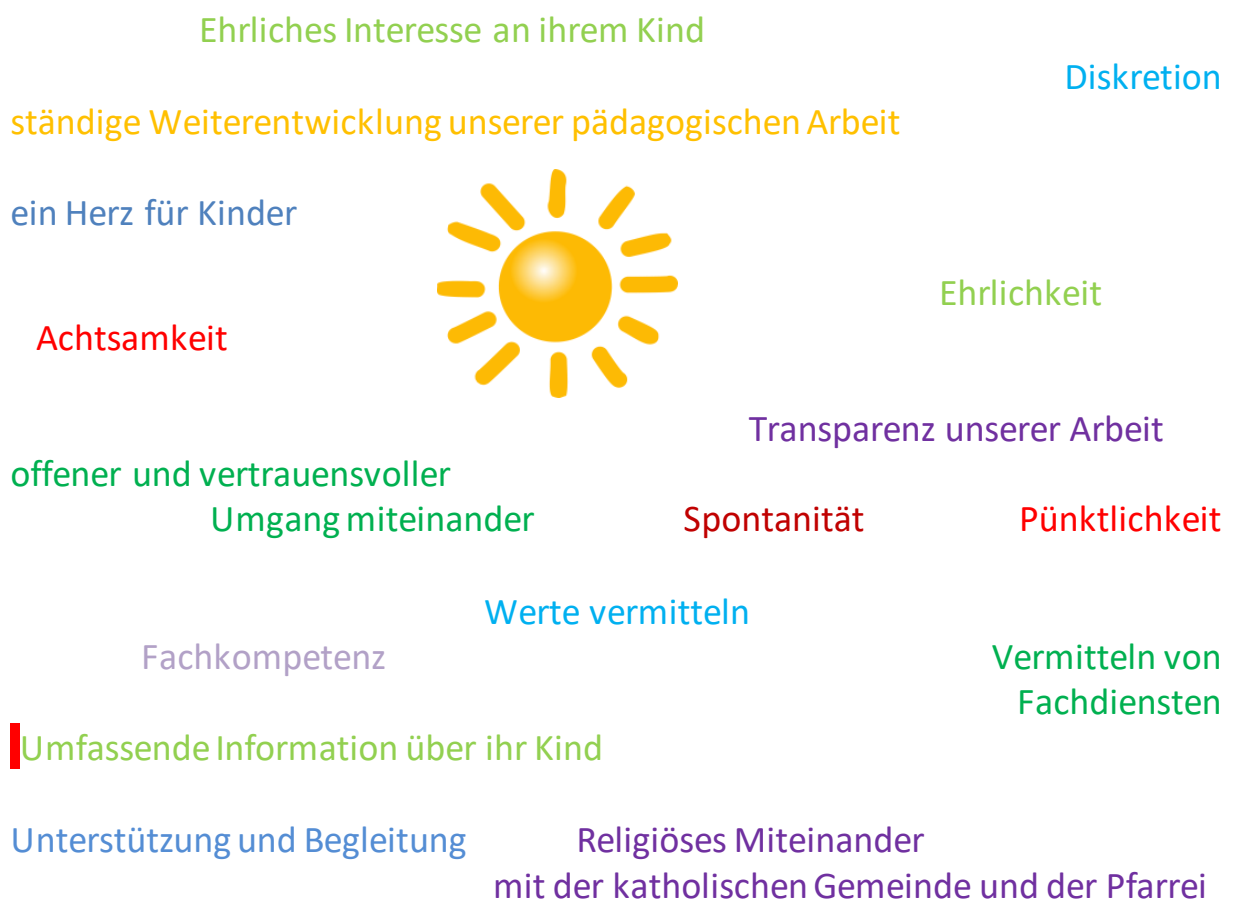 Ehrliches Interesse an ihrem Kind
Diskretion
ständige Weiterentwicklung unserer pädagogischen Arbeit
ein Herz für Kinder
Ehrlichkeit
Achtsamkeit
Transparenz unserer Arbeit
offener und vertrauensvoller
Umgang miteinander Spontanität Pünktlichkeit
Werte vermitteln
Fachkompetenz Vermitteln von
Fachdiensten
Umfassende Information über ihr Kind
Unterstützung und Begleitung Religiöses Miteinander
mit der katholischen Gemeinde und der Pfarrei